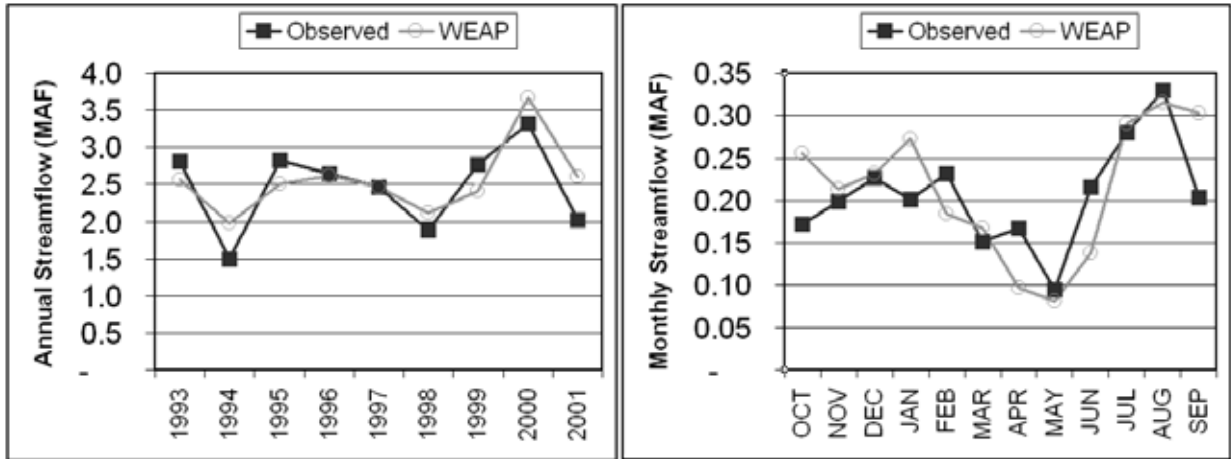 Observed WEAP
Annual Streamflow (MAF)
4.0
3.5
3.0
2.5
2.0
1.5
1.0
0.5
-
1993 1994 1995 1996 1997 1998 1999 2000 2001
Observed WEAP
Monthly Streamflow (MAF)
0.35
0.30
0.25
0.20
0.15
0.10
0.05
-
OCT NOV DEC JAN FEB MAR APR MAY JUN JUL AUG SEP